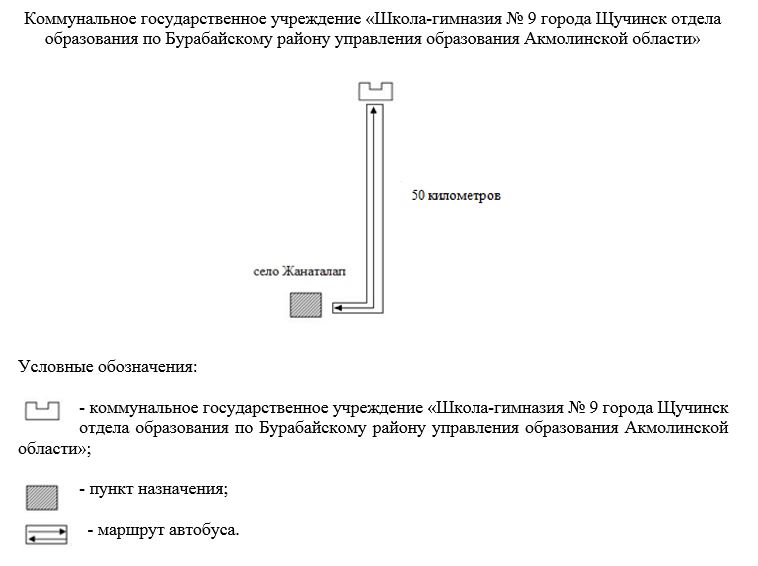 Коммунальное государственное учреждение «Школа-гимназия № 9 города Щучинск отдела
образования по Бурабайскому району управления образования Акмолинской области»
50 километров
село Жанаталап
Условные обозначения:
- коммунальное государственное учреждение «Школа-гимназия № 9 города Щучинск
отдела образования по Бурабайскому району управления образования Акмолинской
области»;
- пункт назначения;
- маршрут автобуса.